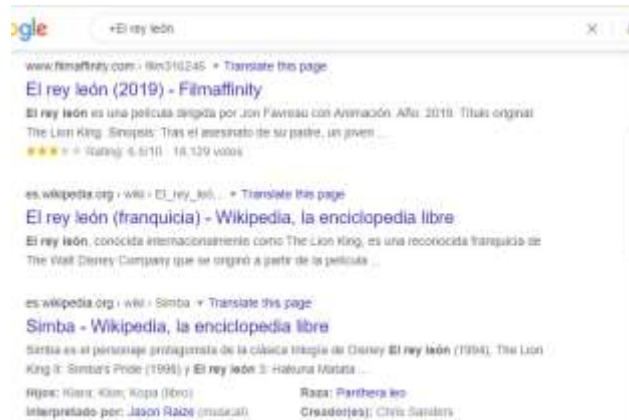 ogle
+El rey león
www.filmaffinity.com › film310246 Translate this page
El rey león (2019) - Filmaffinity
El rey león es una película dirigida por Jon Favreau con Animación. Año: 2019. Título original:
The Lion King. Sinopsis: Tras el asesinato de su padre, un joven ...
Rating: 6.6/10 · 18,129 votos
es.wikipedia.org › wiki › El_rey_leó... Translate this page
El rey león (franquicia) - Wikipedia, la enciclopedia libre
El rey león, conocida internacionalmente como The Lion King, es una reconocida franquicia de
The Walt Disney Company que se originó a partir de la película ...
es.wikipedia.org › wiki › Simba Translate this page
Simba - Wikipedia, la enciclopedia libre
Simba es el personaje protagonista de la clásica trilogía de Disney El rey león (1994), The Lion
King II: Simba's Pride (1998) y El rey león 3: Hakuna Matata ...
Hijos: Kiara; Kion; Kopa (libro)
Raza: Panthera leo
Interpretado por: Jason Raize (musical)
Creador(es): Chris Sanders